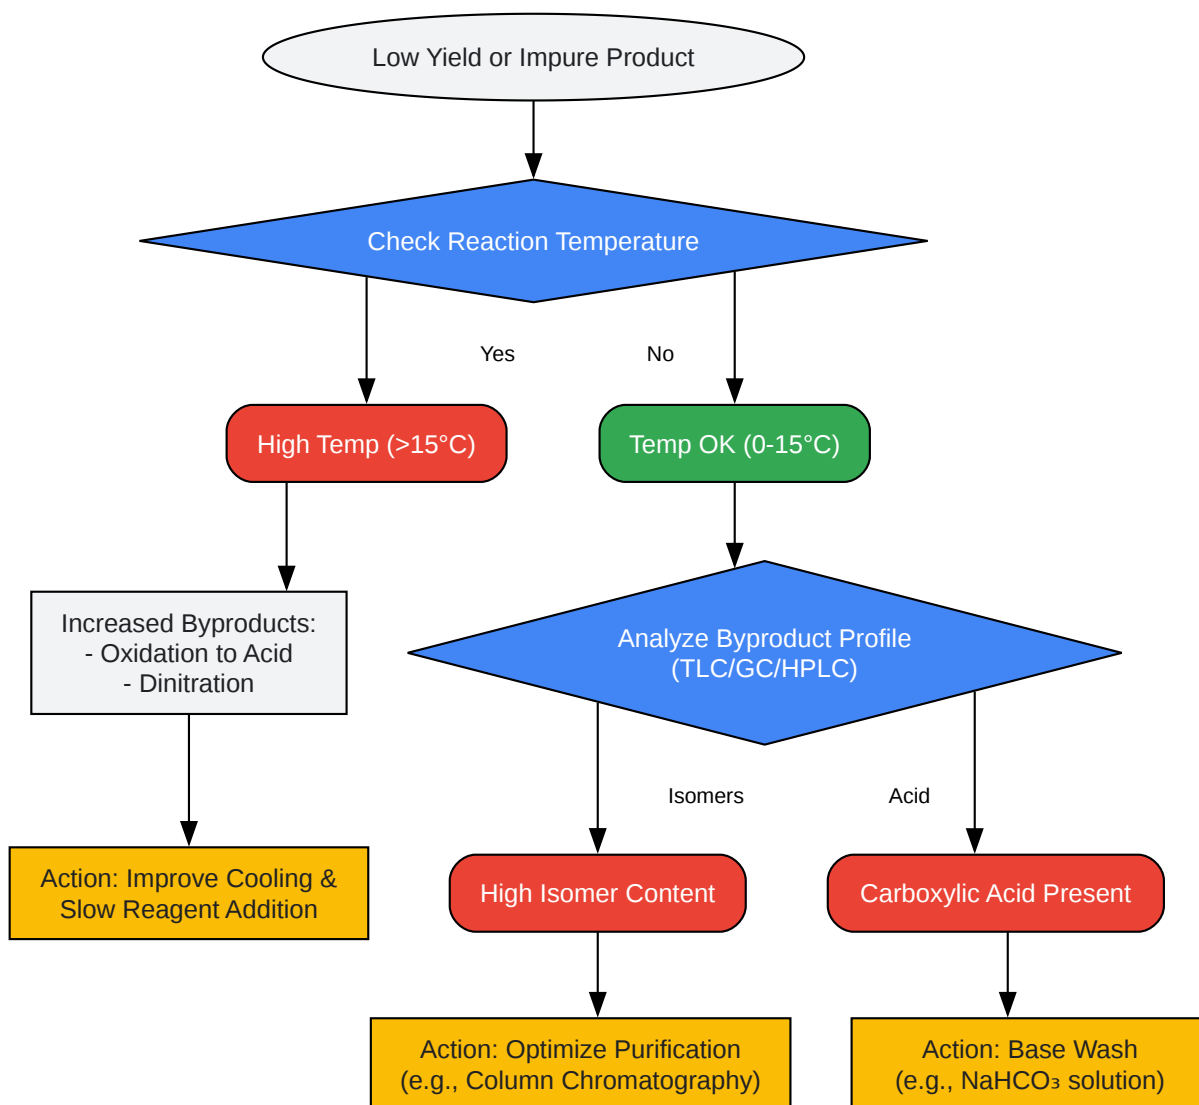 Low Yield or Impure Product
Check Reaction Temperature
Yes
No
High Temp (>15°C)
Temp OK (0-15°C)
Increased Byproducts:
- Oxidation to Acid
- Dinitration
Analyze Byproduct Profile
(TLC/GC/HPLC)
Isomers
Acid
Action: Improve Cooling &
Slow Reagent Addition
High Isomer Content
Carboxylic Acid Present
Action: Optimize Purification
(e.g., Column Chromatography)
Action: Base Wash
(e.g., NaHCO₃ solution)